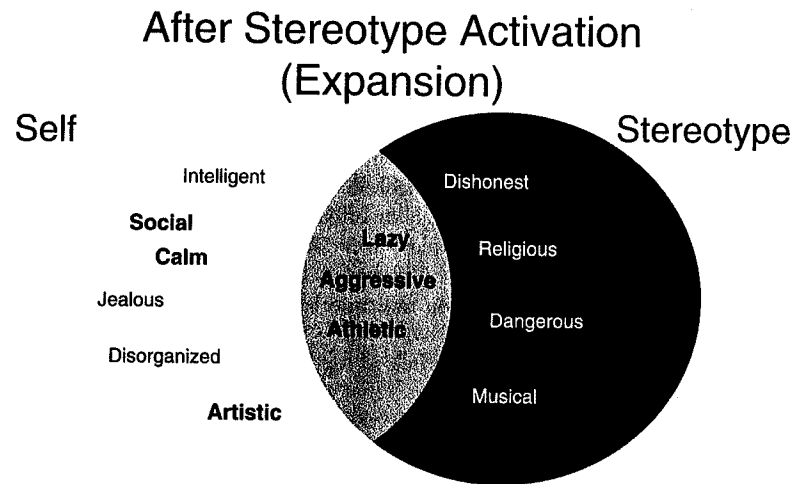 After Stereotype Activation
(Expansion)
Self
Stereotype
Intelligent
Social
Calm
Jealous
Disorganized
Artistic
Lazy
Aggressive
Athletic
Dishonest
Religious
Dangerous
Musical